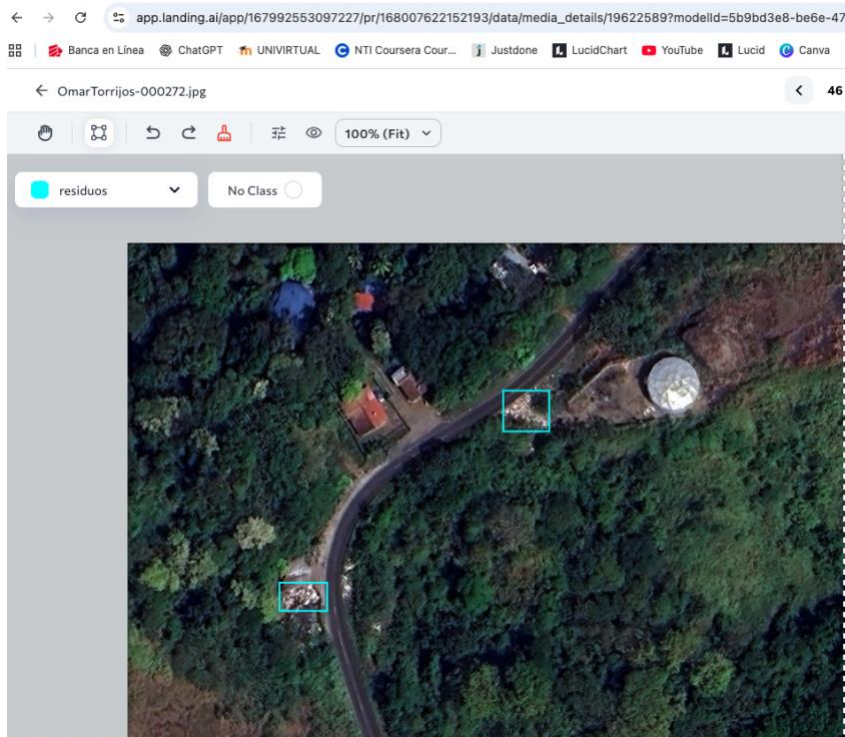 app.landing.ai/app/167992553097227/pr/168007622152193/data/media_details/19622589?modelId=5b9bd3e8-be6e-47
Banca en Línea ChatGPT UNIVIRTUAL NTI Coursera Cour... Justdone LucidChart YouTube Lucid Canva
OmarTorrijos-000272.jpg 46
100% (Fit)
residuos No Class